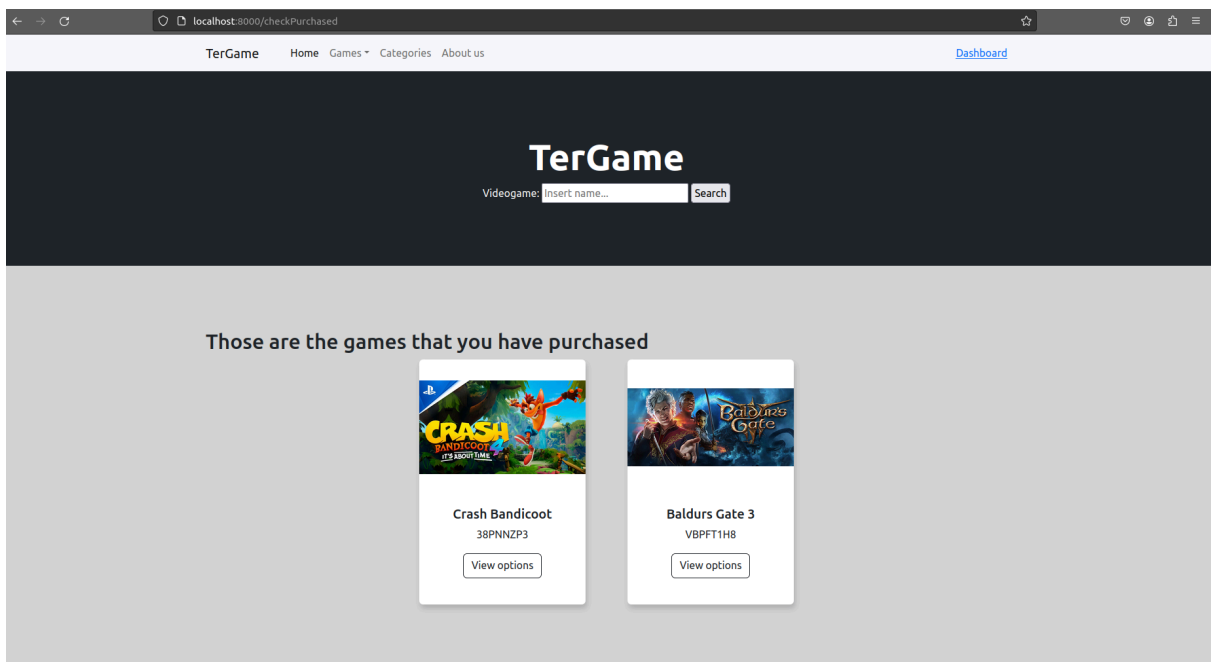 localhost:8000/checkPurchased
TerGame Home Games Categories About us Dashboard
TerGame
Videogame: Insert name... Search
Those are the games that you have purchased
CRASH
BANDICOOT 4
IT'S ABOUT TIME
Baldur's
Gate
Crash Bandicoot
38PNNZP3
View options
Baldurs Gate 3
VBPFT1H8
View options